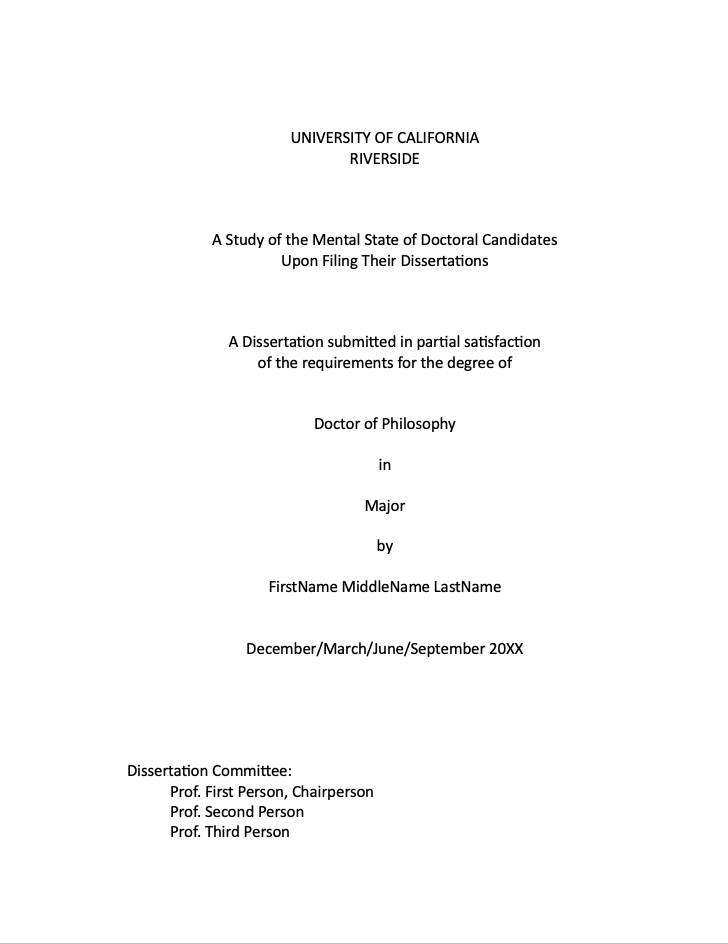 UNIVERSITY OF CALIFORNIA
RIVERSIDE
A Study of the Mental State of Doctoral Candidates
Upon Filing Their Dissertations
A Dissertation submitted in partial satisfaction
of the requirements for the degree of
Doctor of Philosophy
in
Major
by
FirstName MiddleName LastName
December/March/June/September 20XX
Dissertation Committee:
Prof. First Person, Chairperson
Prof. Second Person
Prof. Third Person